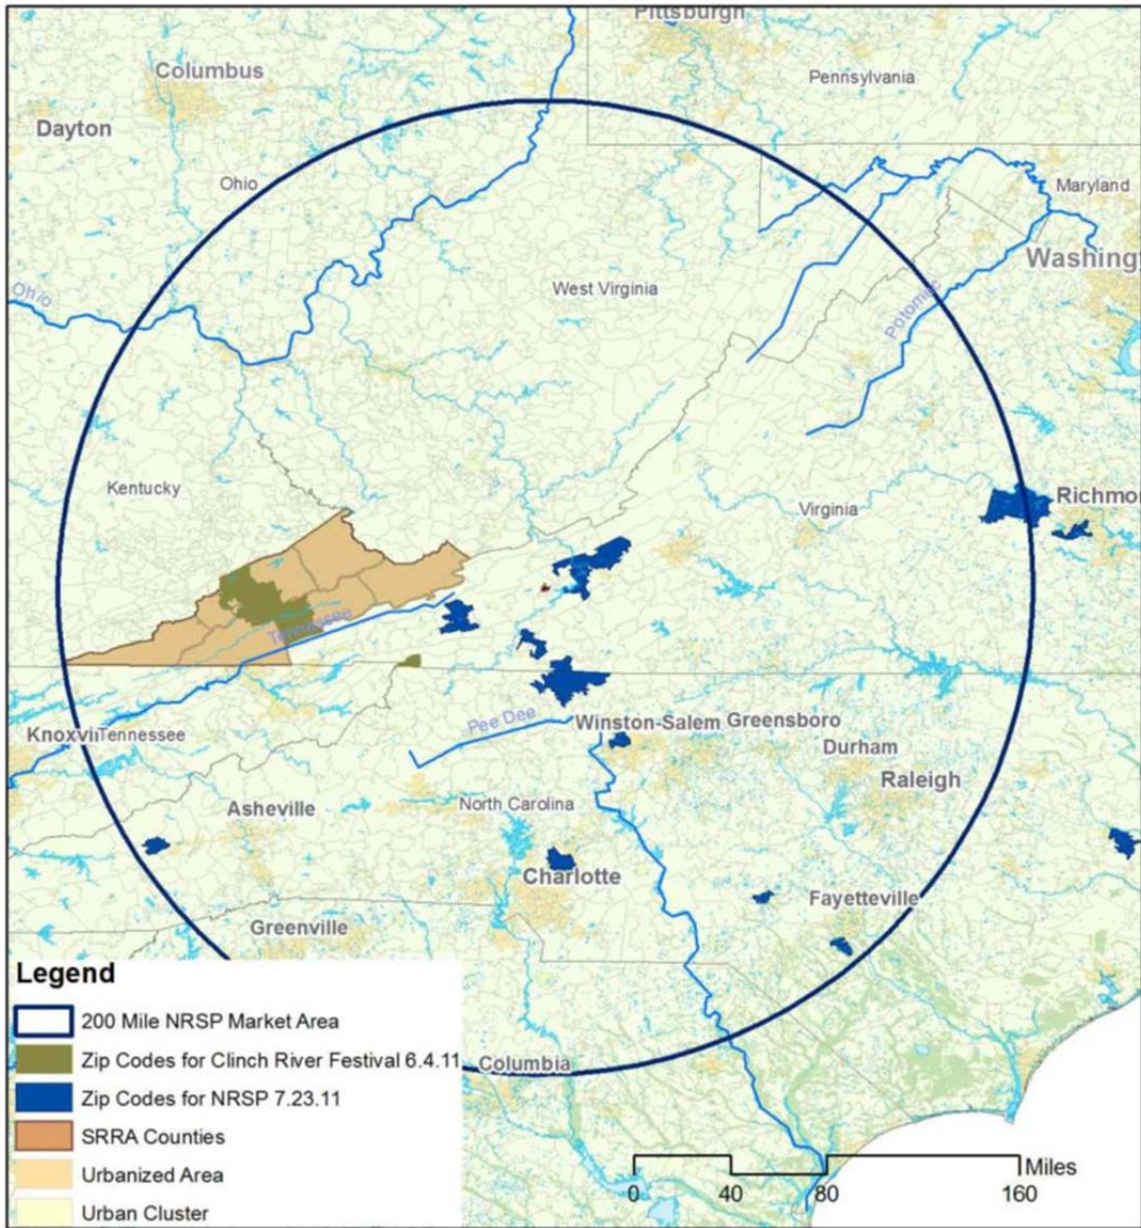 Pittsburgh
Columbus
Pennsylvania
Dayton
Ohio
Maryland
Washingt
West Virginia
Ohio
Potomac
Kentucky
Richmon
Virginia
Tennessee
Pee Dee
Winston-Salem
Greensboro
Knoxvil
Tennessee
Durham
Raleigh
Asheville
North Carolina
Charlotte
Fayetteville
Greenville
Legend
200 Mile NRSP Market Area
Zip Codes for Clinch River Festival 6.4.11
Columbia
Zip Codes for NRSP 7.23.11
SRRA Counties
Urbanized Area
Miles
0 40 80 160
Urban Cluster